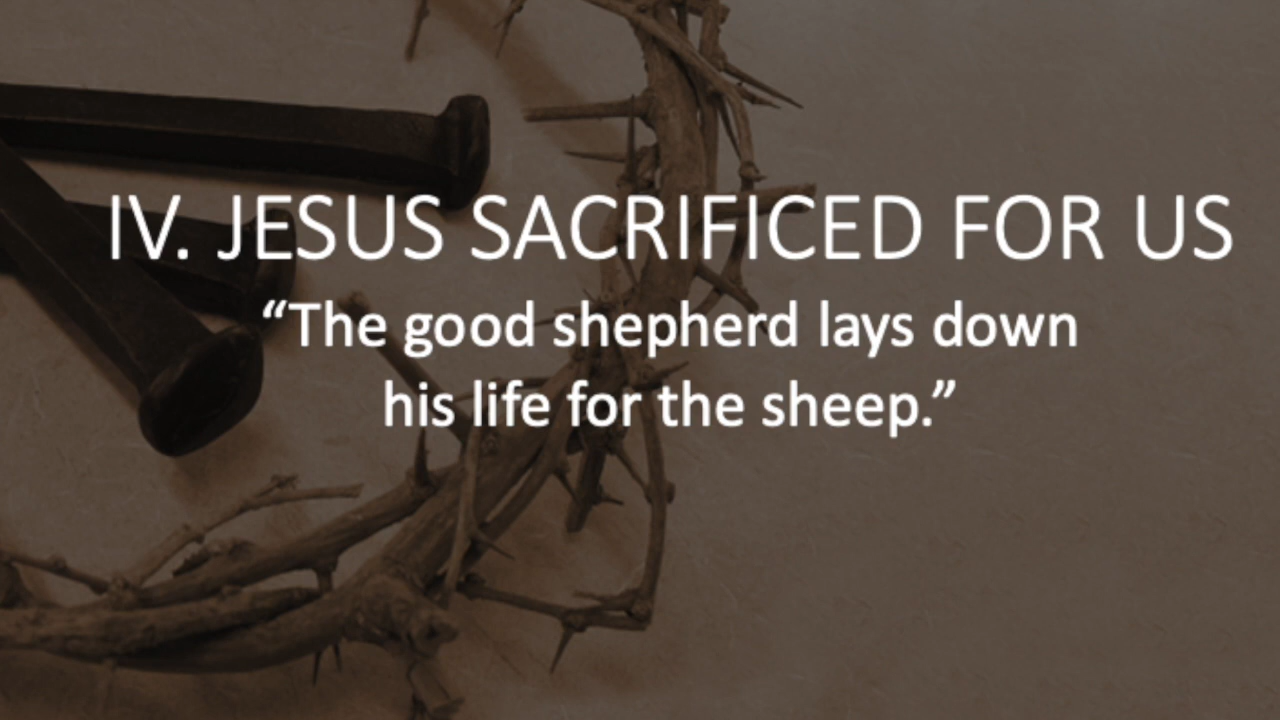 IV. JESUS SACRIFICED FOR US
“The good shepherd lays down
his life for the sheep.”